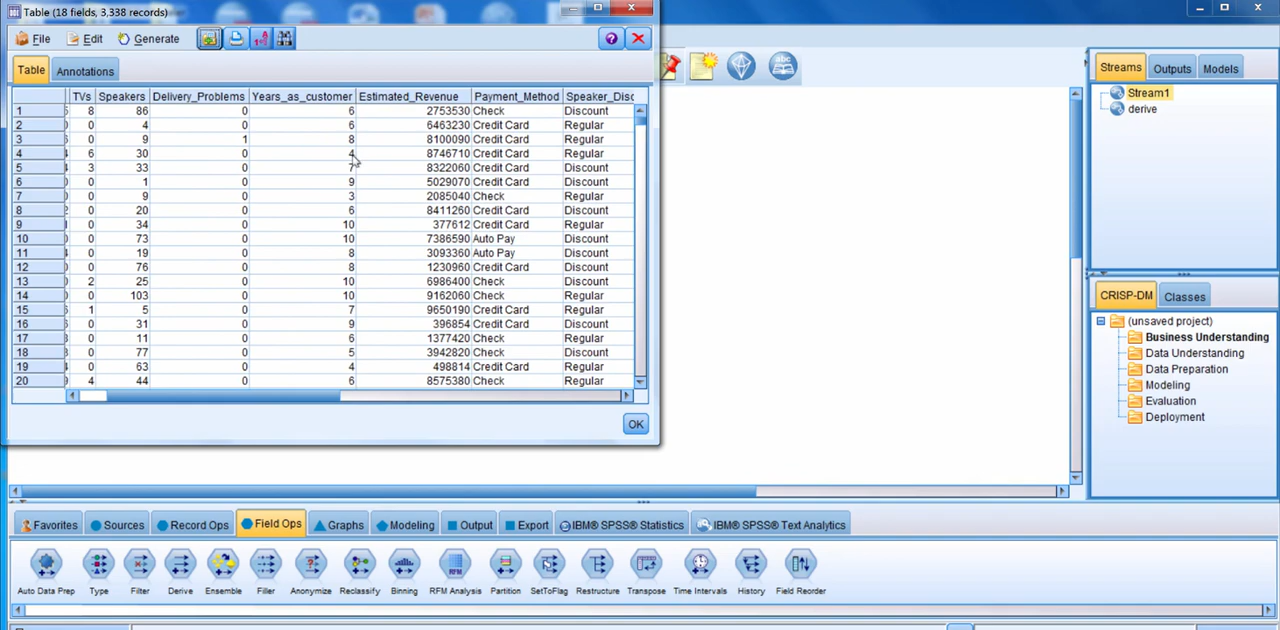 Table (18 fields, 3,338 records)
File Edit Generate
Table Annotations
TVs Speakers Delivery_Problems Years_as_customer Estimated_Revenue Payment_Method Speaker_Disc
1 8 86 0 6 2753530 Check Discount
2 0 4 0 6 6463230 Credit Card Regular
3 0 9 1 8 8100090 Credit Card Regular
4 6 30 0 4 8746710 Credit Card Regular
5 3 33 0 7 8322060 Credit Card Discount
6 0 1 0 9 5029070 Credit Card Discount
7 0 9 0 3 2085040 Check Regular
8 0 20 0 6 8411260 Credit Card Discount
9 0 34 0 10 377612 Credit Card Regular
10 0 73 0 10 7386590 Auto Pay Discount
11 0 19 0 8 3093360 Auto Pay Discount
12 0 76 0 8 1230960 Credit Card Discount
13 2 25 0 10 6986400 Check Discount
14 0 103 0 10 9162060 Check Regular
15 1 5 0 7 9650190 Credit Card Regular
16 0 31 0 9 396854 Credit Card Discount
17 0 11 0 6 1377420 Check Regular
18 0 77 0 5 3942820 Check Discount
19 0 63 0 4 498814 Credit Card Regular
20 4 44 0 6 8575380 Check Regular
OK
abc
Streams Outputs Models
Stream1
derive
CRISP-DM Classes
(unsaved project)
Business Understanding
Data Understanding
Data Preparation
Modeling
Evaluation
Deployment
Favorites Sources Record Ops Field Ops Graphs Modeling Output Export IBM® SPSS® Statistics IBM® SPSS® Text Analytics
RFM
Auto Data Prep Type Filter Derive Ensemble Filler Anonymize Reclassify Binning RFM Analysis Partition SetToFlag Restructure Transpose Time Intervals History Field Reorder